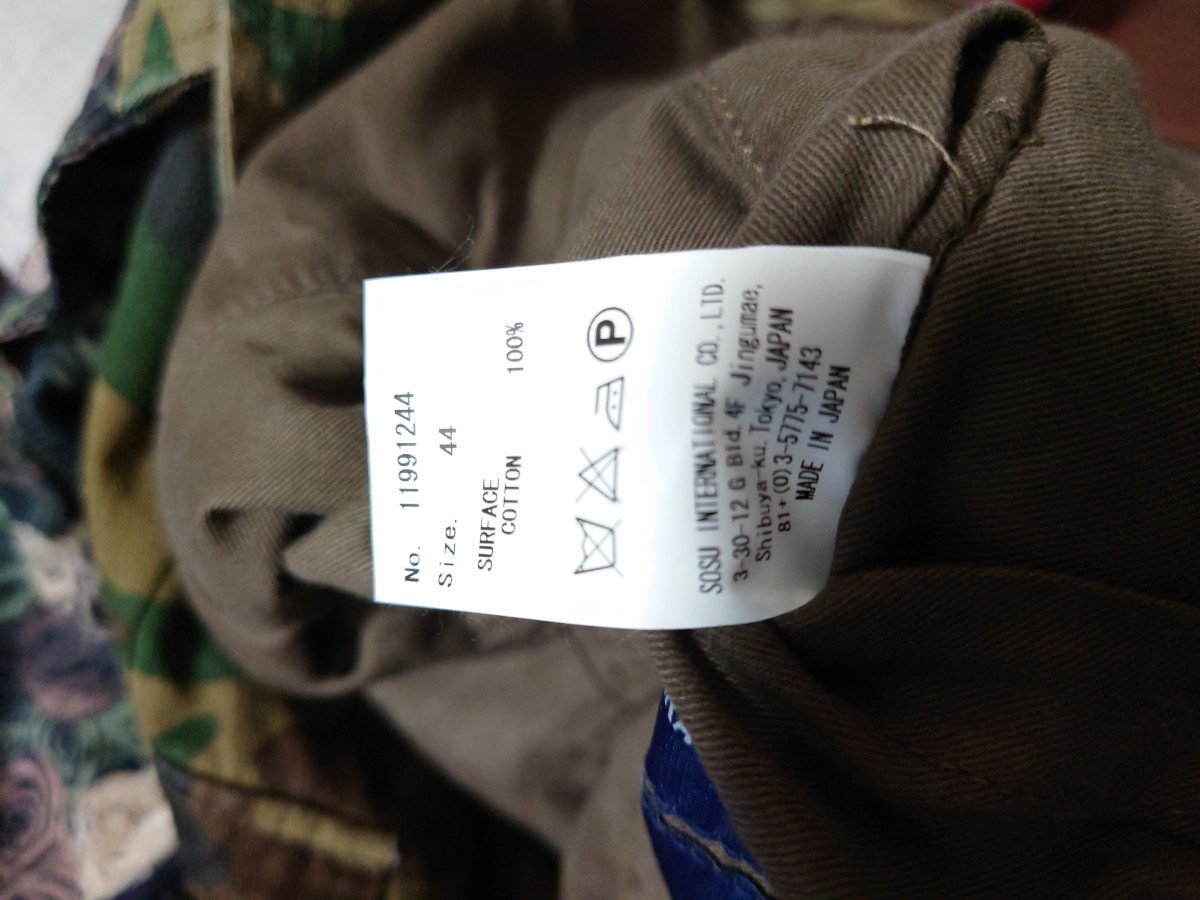 No. 11991244
Size. 44
SURFACE
COTTON 100%
P
SOSU INTERNATIONAL CO.,LTD.
3-30-12 G Bld.4F Jingumae,
Shibuya-ku. Tokyo, JAPAN
81+(0)3-5775-7143
MADE IN JAPAN